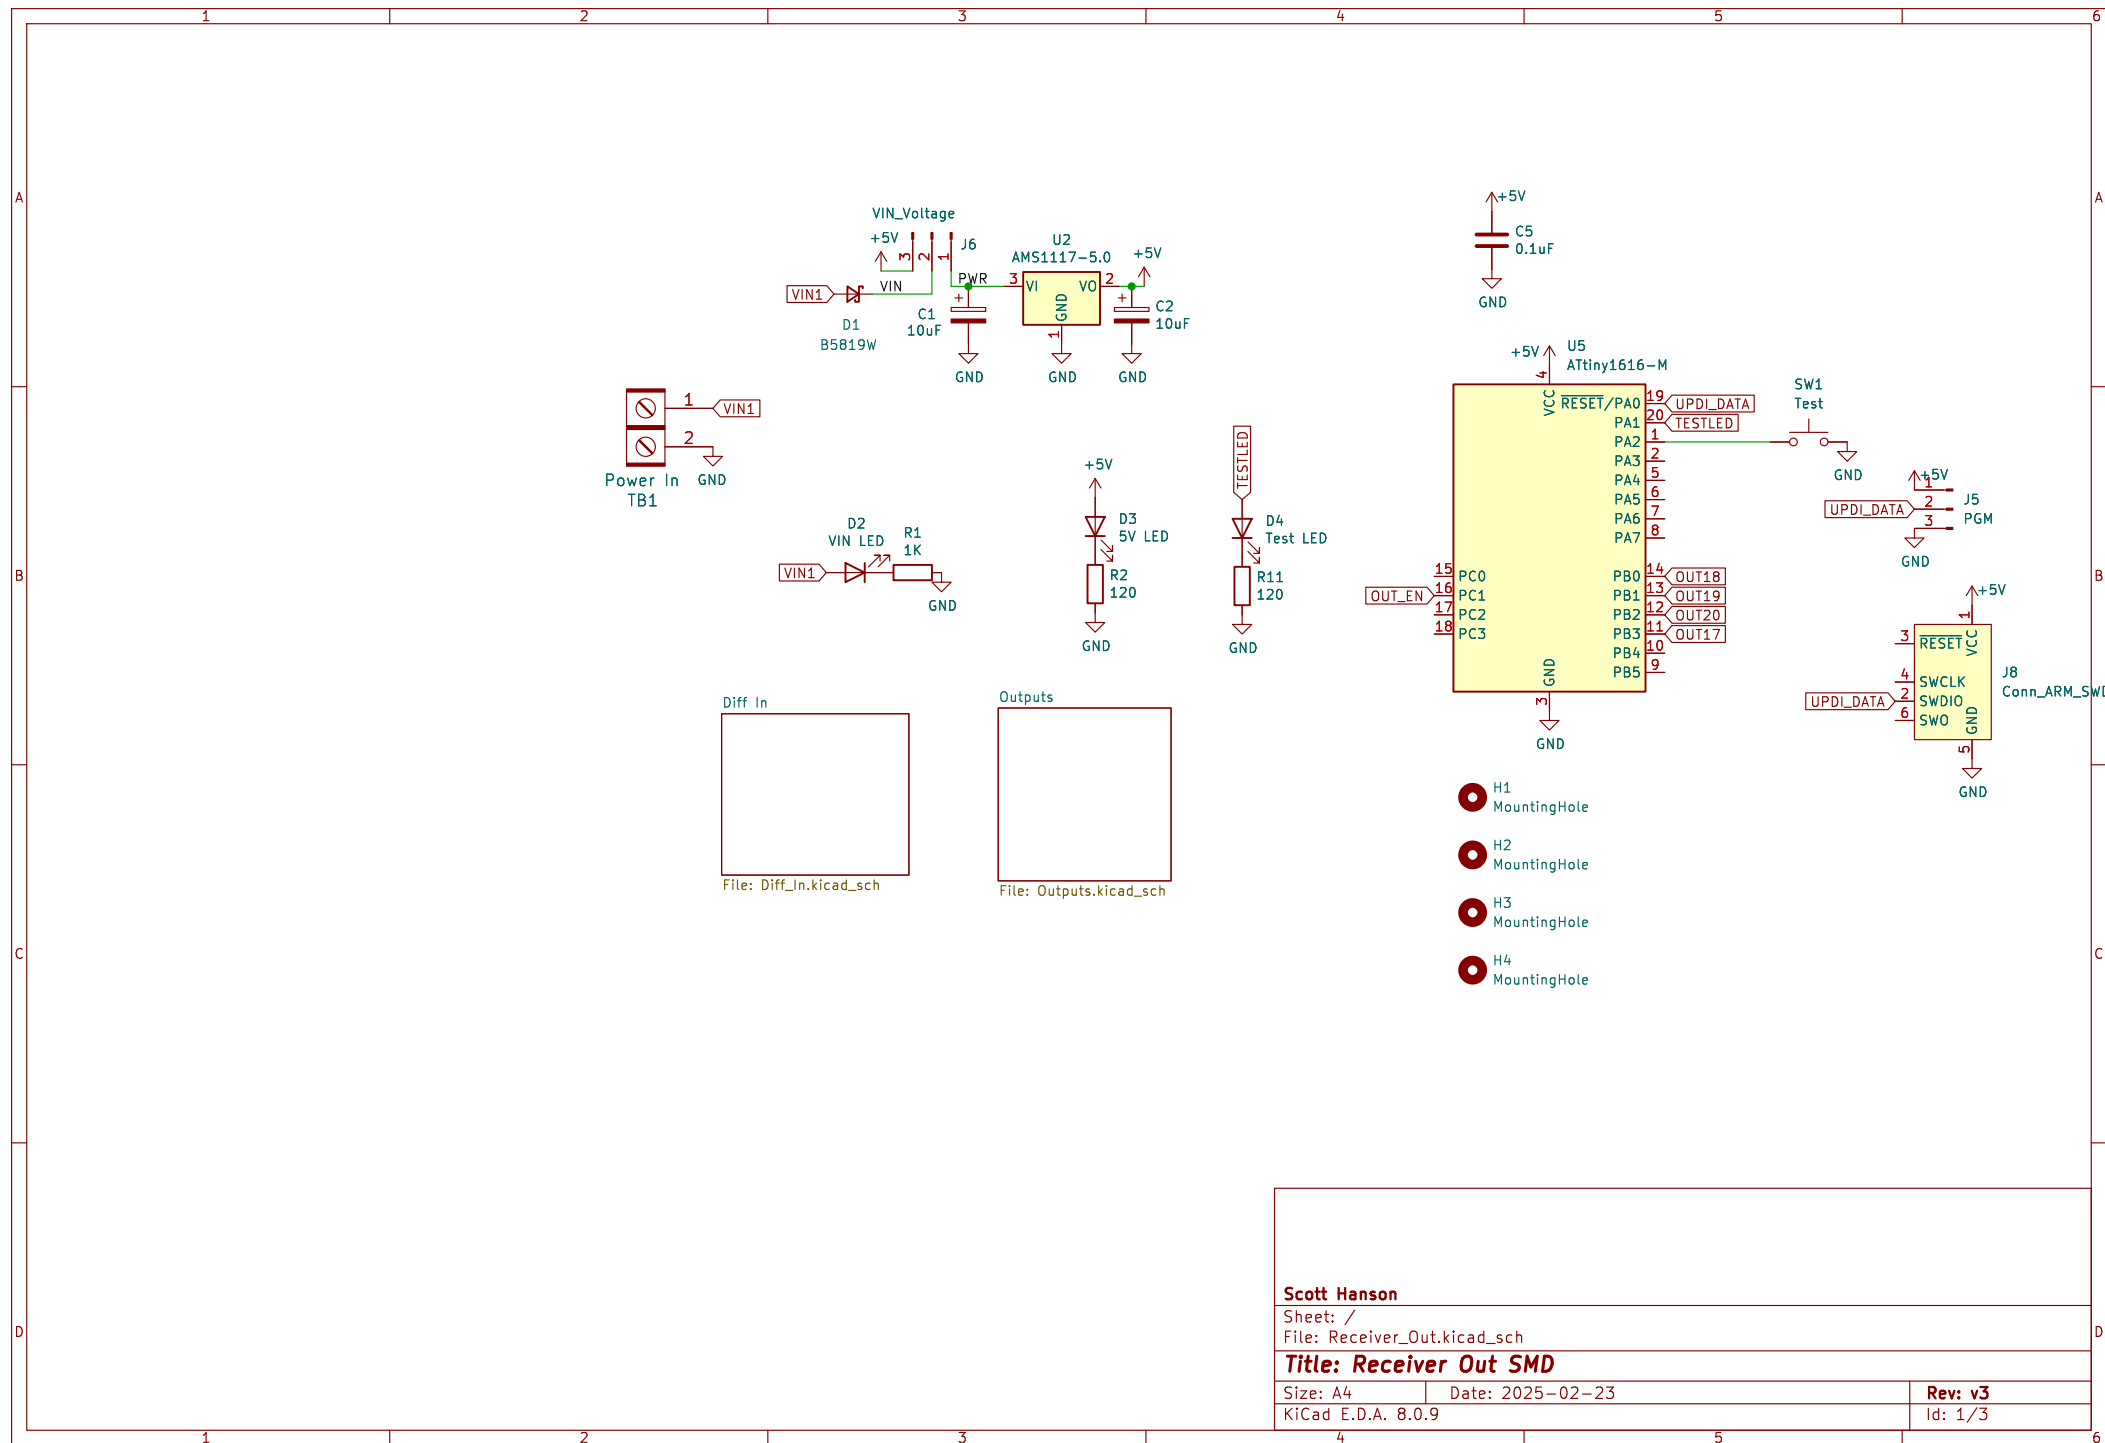 1 2 3 4 5 6
A
A
VIN_Voltage
+5V
3
2
1
J6
VIN1
VIN
D1
B5819W
PWR
+
C1
10uF
GND
U2
AMS1117-5.0
3
VI
VO
2
GND
1
GND
+5V
+
C2
10uF
GND
+5V
C5
0.1uF
GND
1
VIN1
2
GND
Power In
TB1
D2
VIN LED
R1
1K
VIN1
GND
+5V
D3
5V LED
R2
120
GND
TESTLED
D4
Test LED
R11
120
GND
+5V
U5
ATtiny1616-M
4
VCC
RESET/PA0
19
UPDI_DATA
PA1
20
TESTLED
PA2
1
PA3
2
PA4
5
PA5
6
PA6
7
PA7
8
15
PC0
PB0
14
OUT18
OUT_EN
16
PC1
PB1
13
OUT19
17
PC2
PB2
12
OUT20
18
PC3
PB3
11
OUT17
PB4
10
PB5
9
GND
3
GND
SW1
Test
GND
+5V
1
UPDI_DATA
2
3
J5
PGM
GND
B
B
+5V
1
VCC
3
RESET
4
SWCLK
UPDI_DATA
2
SWDIO
6
SWO
GND
5
GND
J8
Conn_ARM_SWD
Diff In
File: Diff_In.kicad_sch
Outputs
File: Outputs.kicad_sch
H1
MountingHole
H2
MountingHole
H3
MountingHole
H4
MountingHole
C
C
D
D
Scott Hanson
Sheet: /
File: Receiver_Out.kicad_sch
Title: Receiver Out SMD
Size: A4 Date: 2025-02-23 Rev: v3
KiCad E.D.A. 8.0.9 Id: 1/3
1 2 3 4 5 6